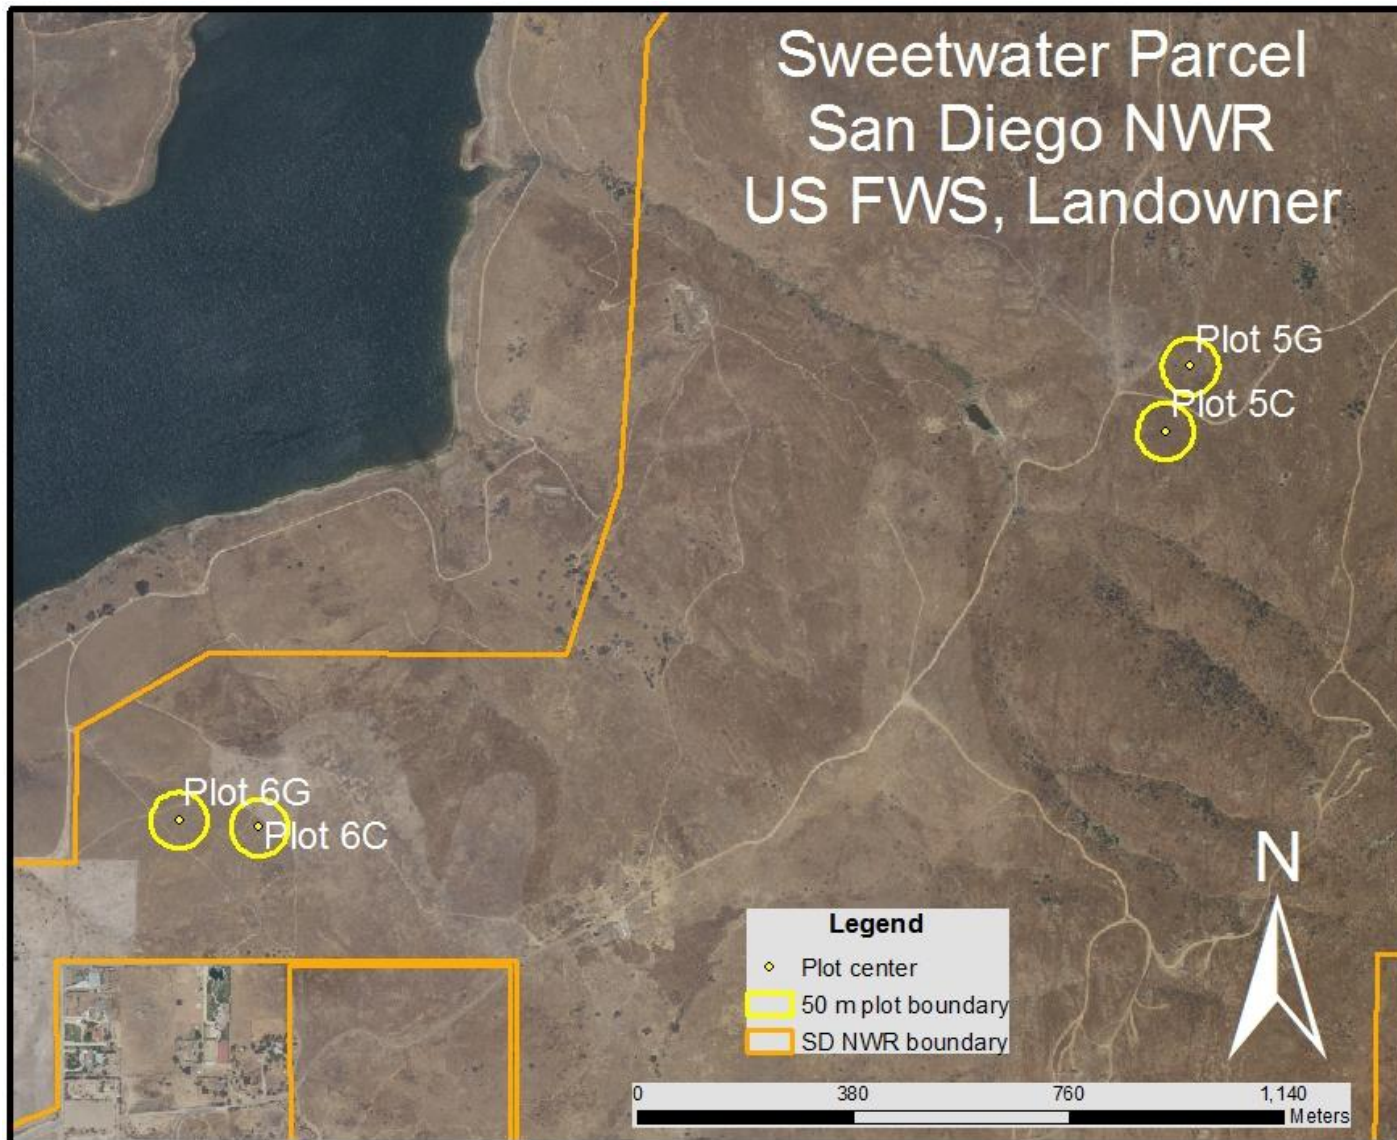 Sweetwater Parcel
San Diego NWR
US FWS, Landowner
Plot 5G
Plot 5C
Plot 6G
Plot 6C
N
Legend
Plot center
50 m plot boundary
SD NWR boundary
0 380 760 1,140
Meters